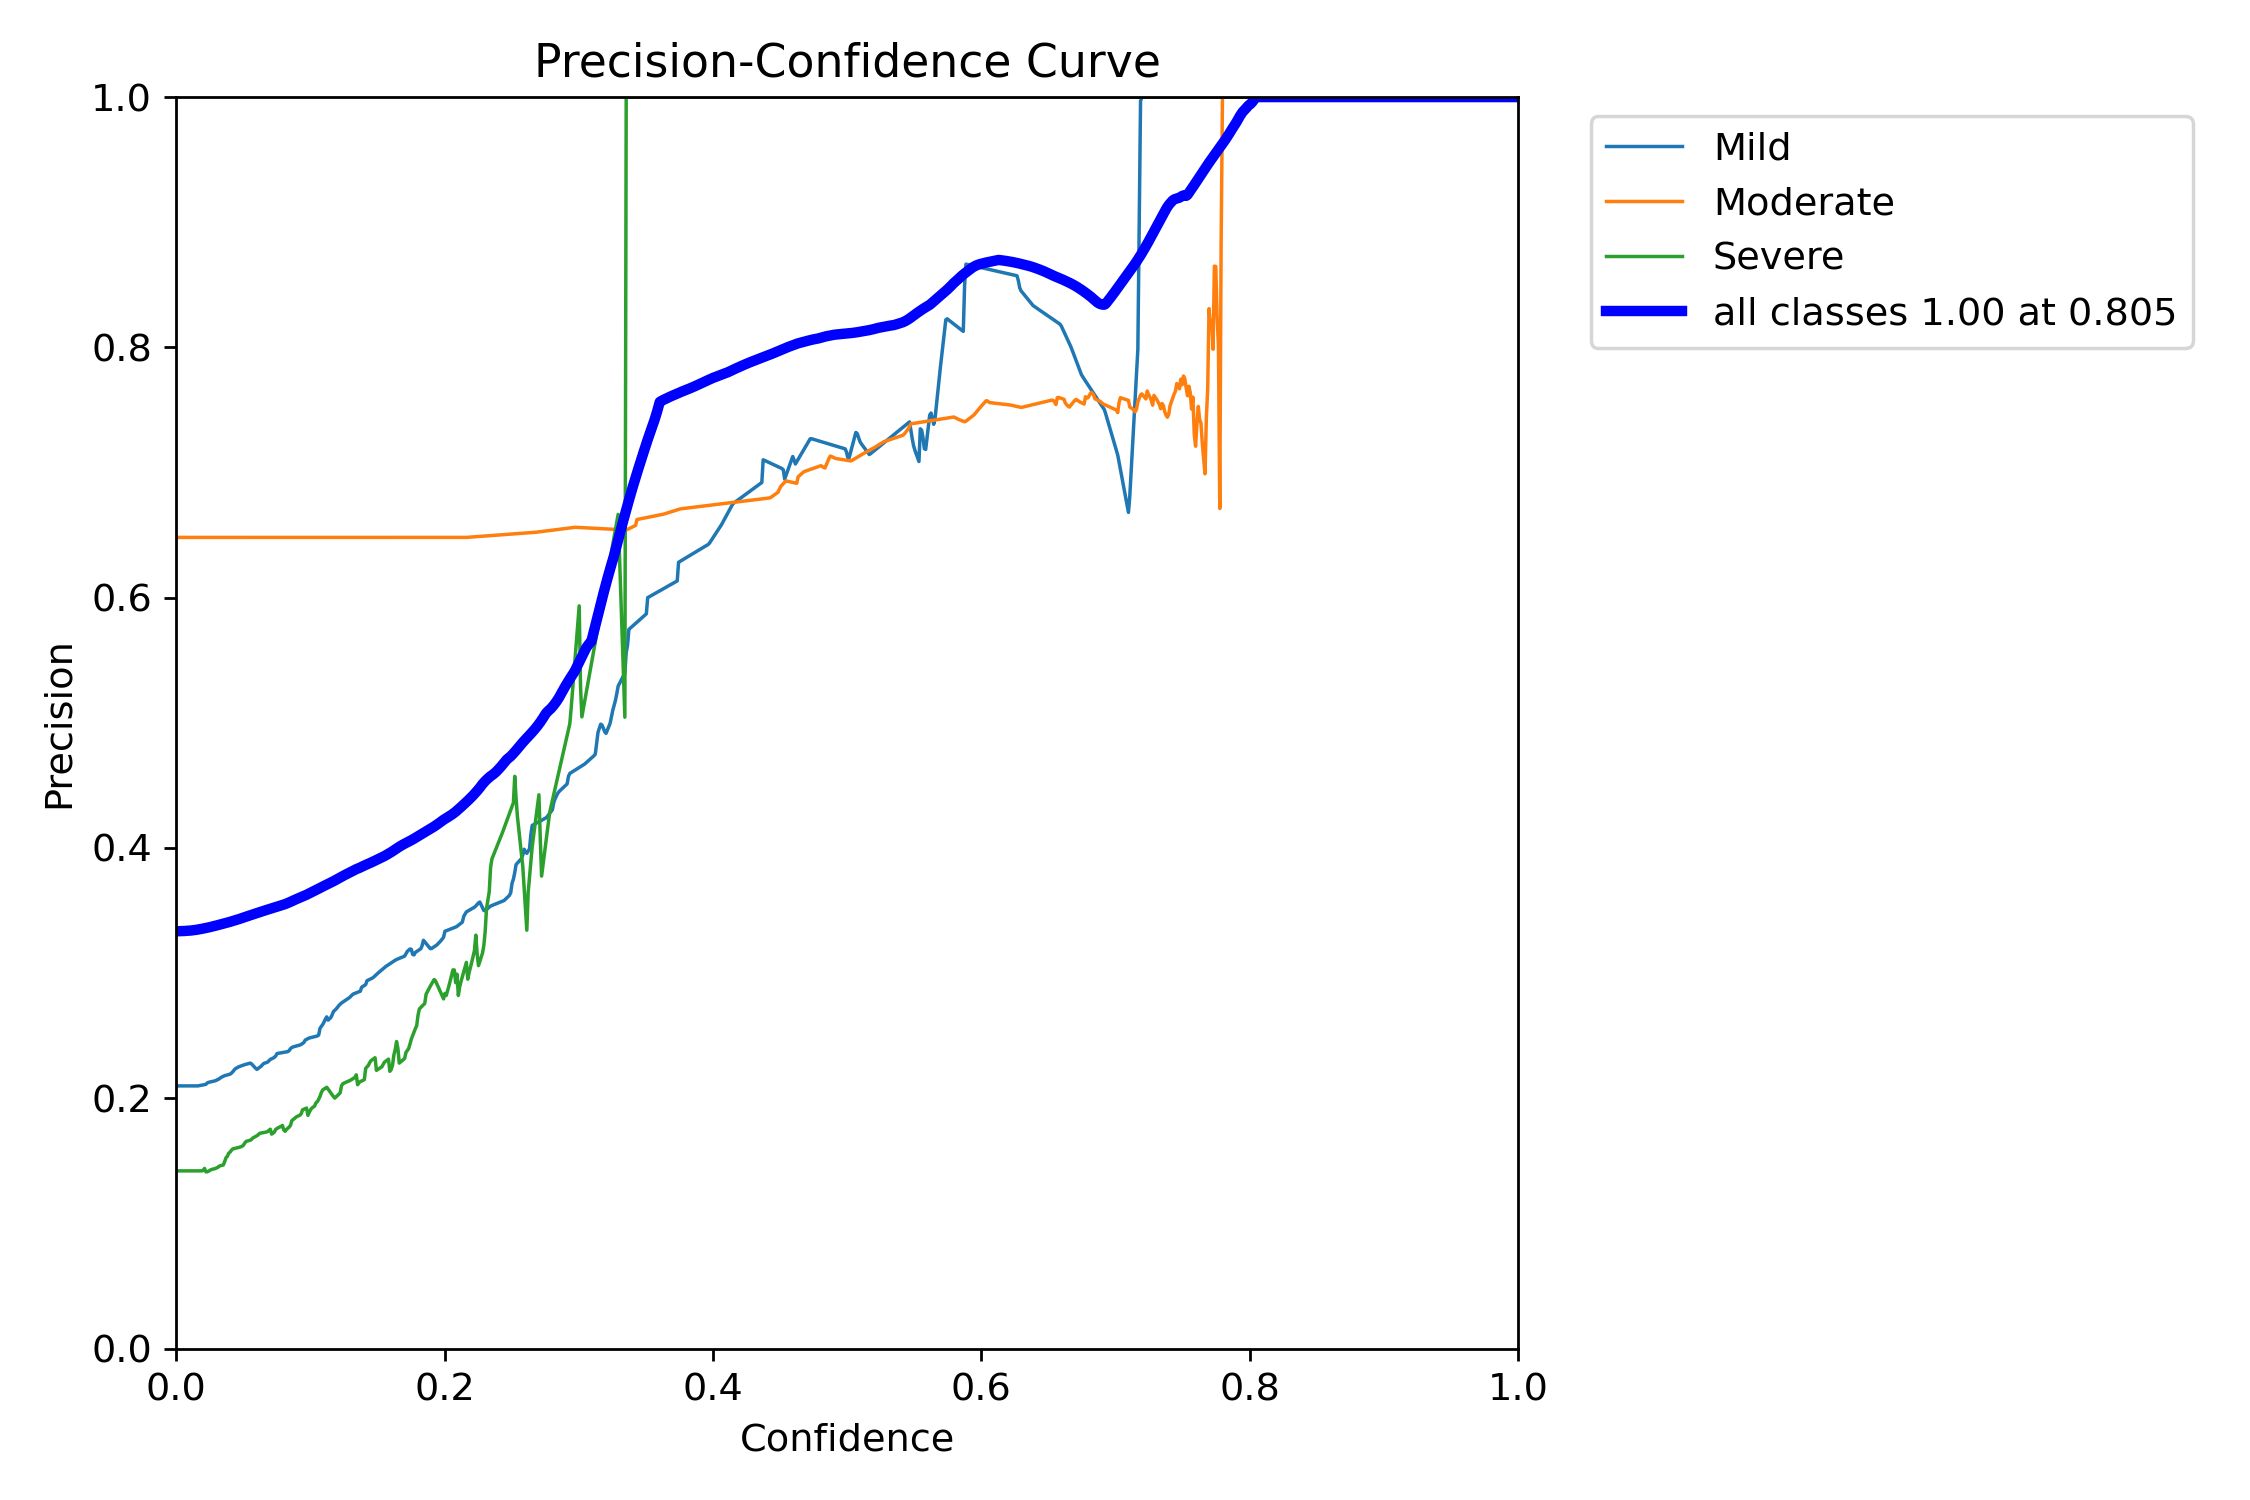 Precision-Confidence Curve
1.0
0.8
0.6
0.4
0.2
0.0
Precision
0.0 0.2 0.4 0.6 0.8 1.0
Confidence
Mild
Moderate
Severe
all classes 1.00 at 0.805